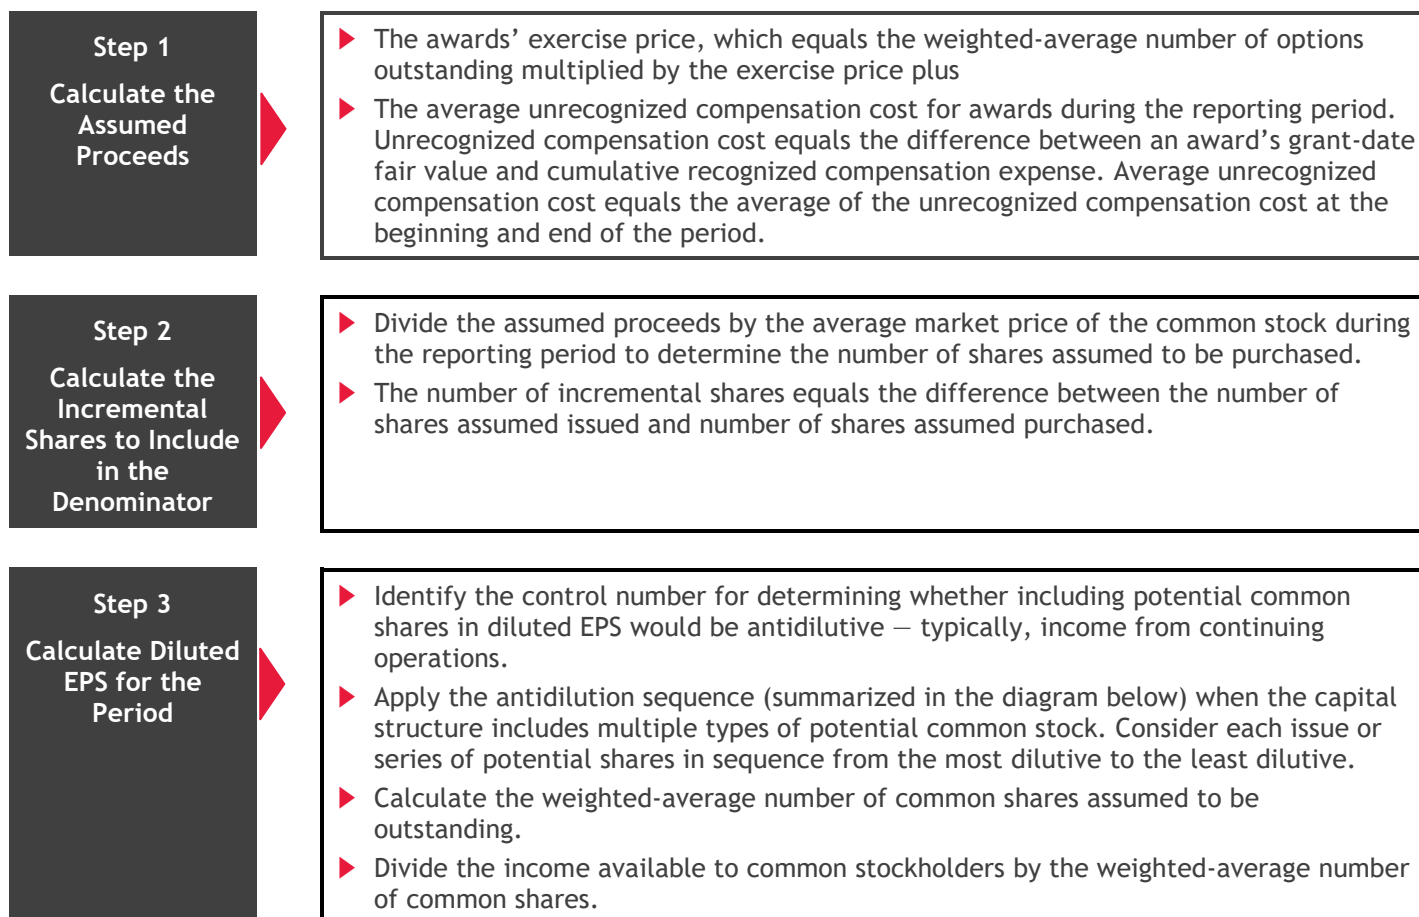 Step 1
Calculate the
Assumed
Proceeds
The awards’ exercise price, which equals the weighted-average number of options
outstanding multiplied by the exercise price plus
The average unrecognized compensation cost for awards during the reporting period.
Unrecognized compensation cost equals the difference between an award’s grant-date
fair value and cumulative recognized compensation expense. Average unrecognized
compensation cost equals the average of the unrecognized compensation cost at the
beginning and end of the period.
Step 2
Calculate the
Incremental
Shares to Include
in the
Denominator
Divide the assumed proceeds by the average market price of the common stock during
the reporting period to determine the number of shares assumed to be purchased.
The number of incremental shares equals the difference between the number of
shares assumed issued and number of shares assumed purchased.
Step 3
Calculate Diluted
EPS for the
Period
Identify the control number for determining whether including potential common
shares in diluted EPS would be antidilutive — typically, income from continuing
operations.
Apply the antidilution sequence (summarized in the diagram below) when the capital
structure includes multiple types of potential common stock. Consider each issue or
series of potential shares in sequence from the most dilutive to the least dilutive.
Calculate the weighted-average number of common shares assumed to be
outstanding.
Divide the income available to common stockholders by the weighted-average number
of common shares.